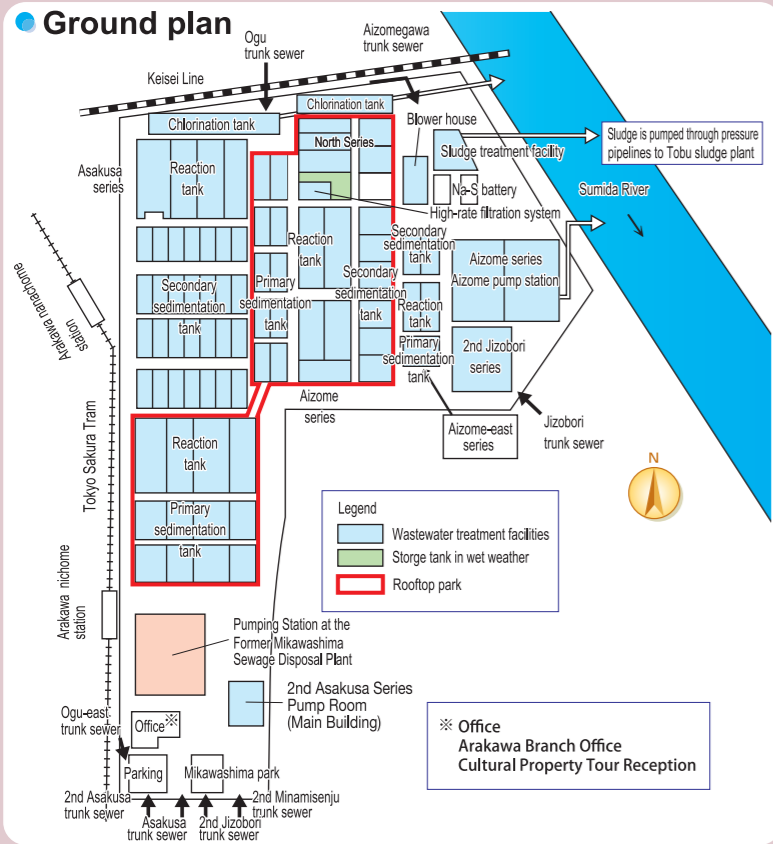 Ground plan
Ogu
trunk sewer
Aizomegawa
trunk sewer
Keisei Line
Chlorination tank
Chlorination tank
Blower house
Sludge is pumped through pressure
pipelines to Tobu sludge plant
North Series
Sludge treatment facility
Asakusa
series
Reaction
tank
Na-S battery
Sumida River
High-rate filtration system
Arakawa nanachome
station
Reaction
tank
Secondary
sedimentation
tank
Aizome series
Aizome pump station
Secondary
sedimentation
tank
Primary
sedimentation
tank
Secondary
sedimentation
tank
Reaction
tank
Primary
sedimentation
tank
2nd Jizobori
series
Aizome
series
Aizome-east
series
Jizobori
trunk sewer
Tokyo Sakura Tram
Reaction
tank
N
Primary
sedimentation
tank
Legend
Wastewater treatment facilities
Storge tank in wet weather
Rooftop park
Arakawa nichome
station
Pumping Station at the
Former Mikawashima
Sewage Disposal Plant
2nd Asakusa Series
Pump Room
(Main Building)
Ogu-east
trunk sewer
Office※
※ Office
Arakawa Branch Office
Cultural Property Tour Reception
Parking
Mikawashima park
2nd Asakusa
trunk sewer
Asakusa
trunk sewer
2nd Jizobori
trunk sewer
2nd Minamisenju
trunk sewer